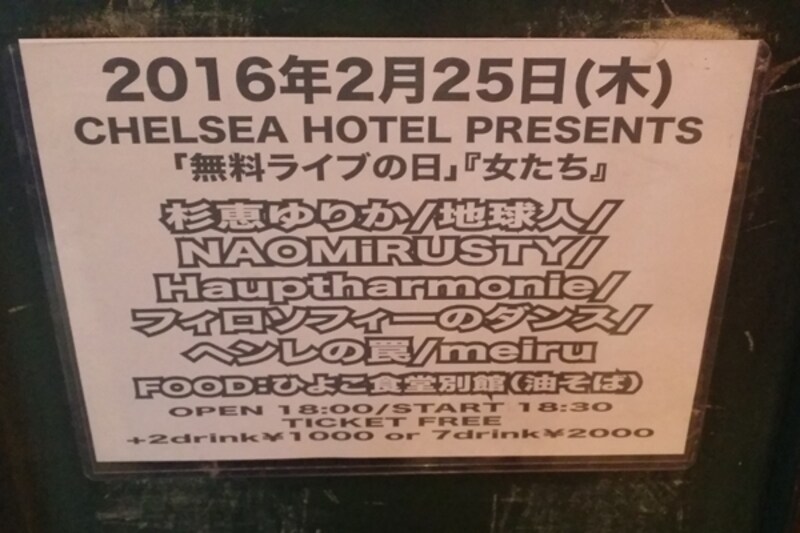 2016年2月25日(木)
CHELSEA HOTEL PRESENTS
「無料ライブの日」『女たち』
杉恵ゆりか/地球人/
NAOMiRUSTY/
Hauptharmonie/
フィロソフィーのダンス/
ヘンレの罠/meiru
FOOD:ひよこ食堂別館(油そば)
OPEN 18:00/START 18:30
TICKET FREE
+2drink¥1000 or 7drink¥2000